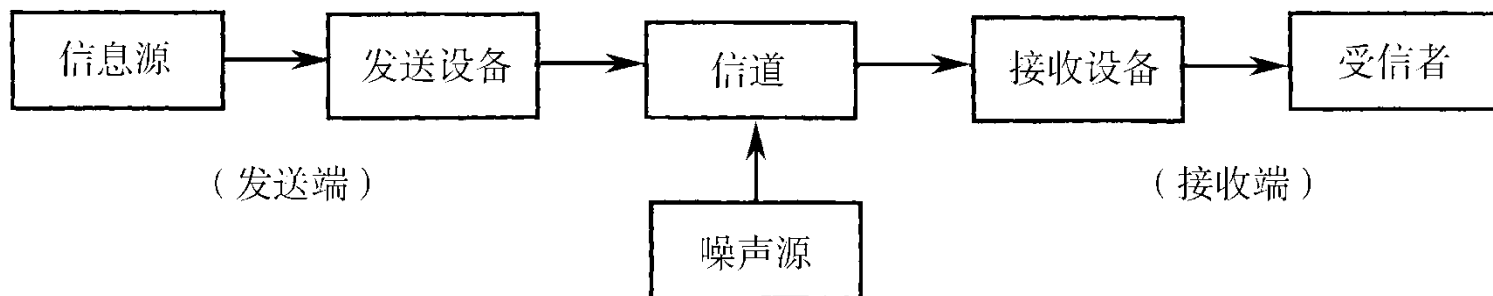 信息源 发送设备 信道 接收设备 受信者
（发送端） （接收端）
噪声源